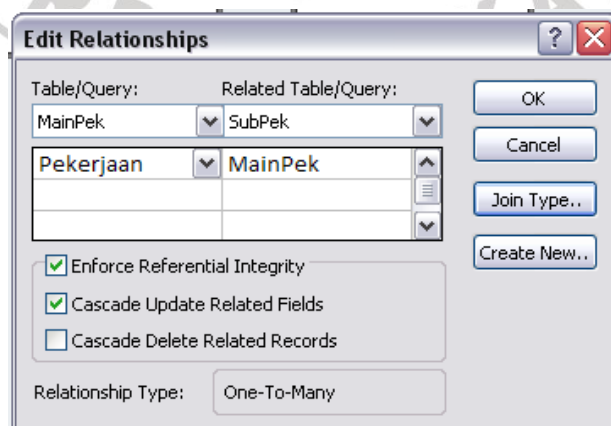 Edit Relationships
Table/Query: Related Table/Query:
MainPek SubPek
Pekerjaan MainPek
Enforce Referential Integrity
Cascade Update Related Fields
Cascade Delete Related Records
Relationship Type: One-To-Many
OK
Cancel
Join Type..
Create New..